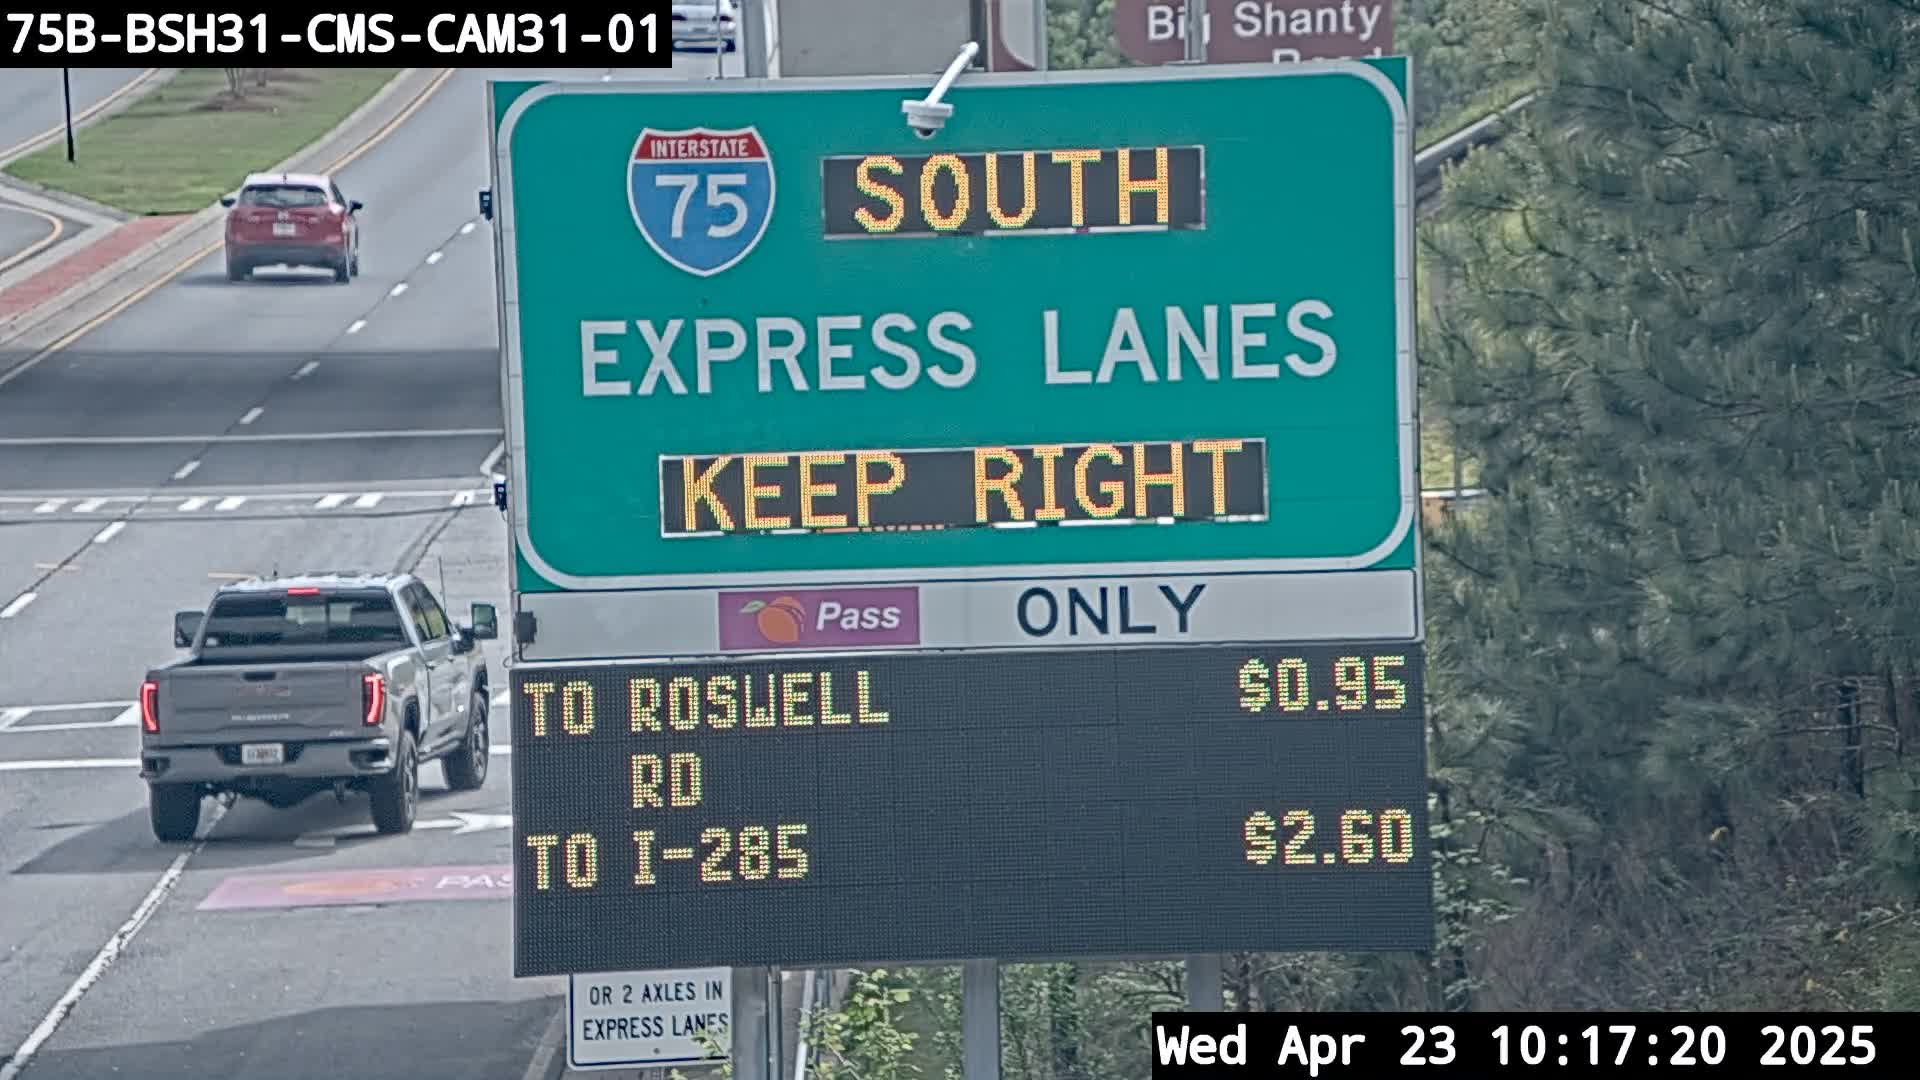 75B-BSH31-CMS-CAM31-01
Big Shanty
INTERSTATE
75
SOUTH
EXPRESS LANES
KEEP RIGHT
Pass ONLY
TO ROSWELL $0.95
RD
TO I-285 $2.60
OR 2 AXLES IN
EXPRESS LANES
Wed Apr 23 10:17:20 2025